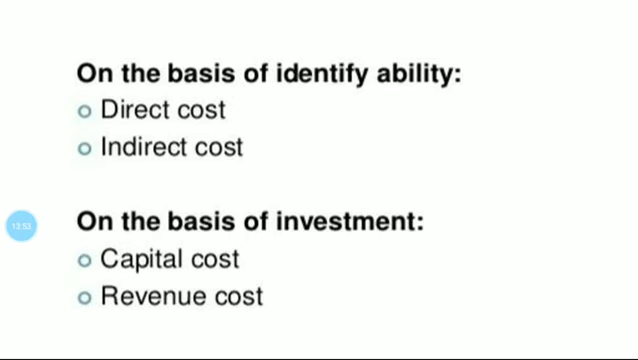 On the basis of identify ability:
Direct cost
Indirect cost
On the basis of investment:
13:53
Capital cost
Revenue cost